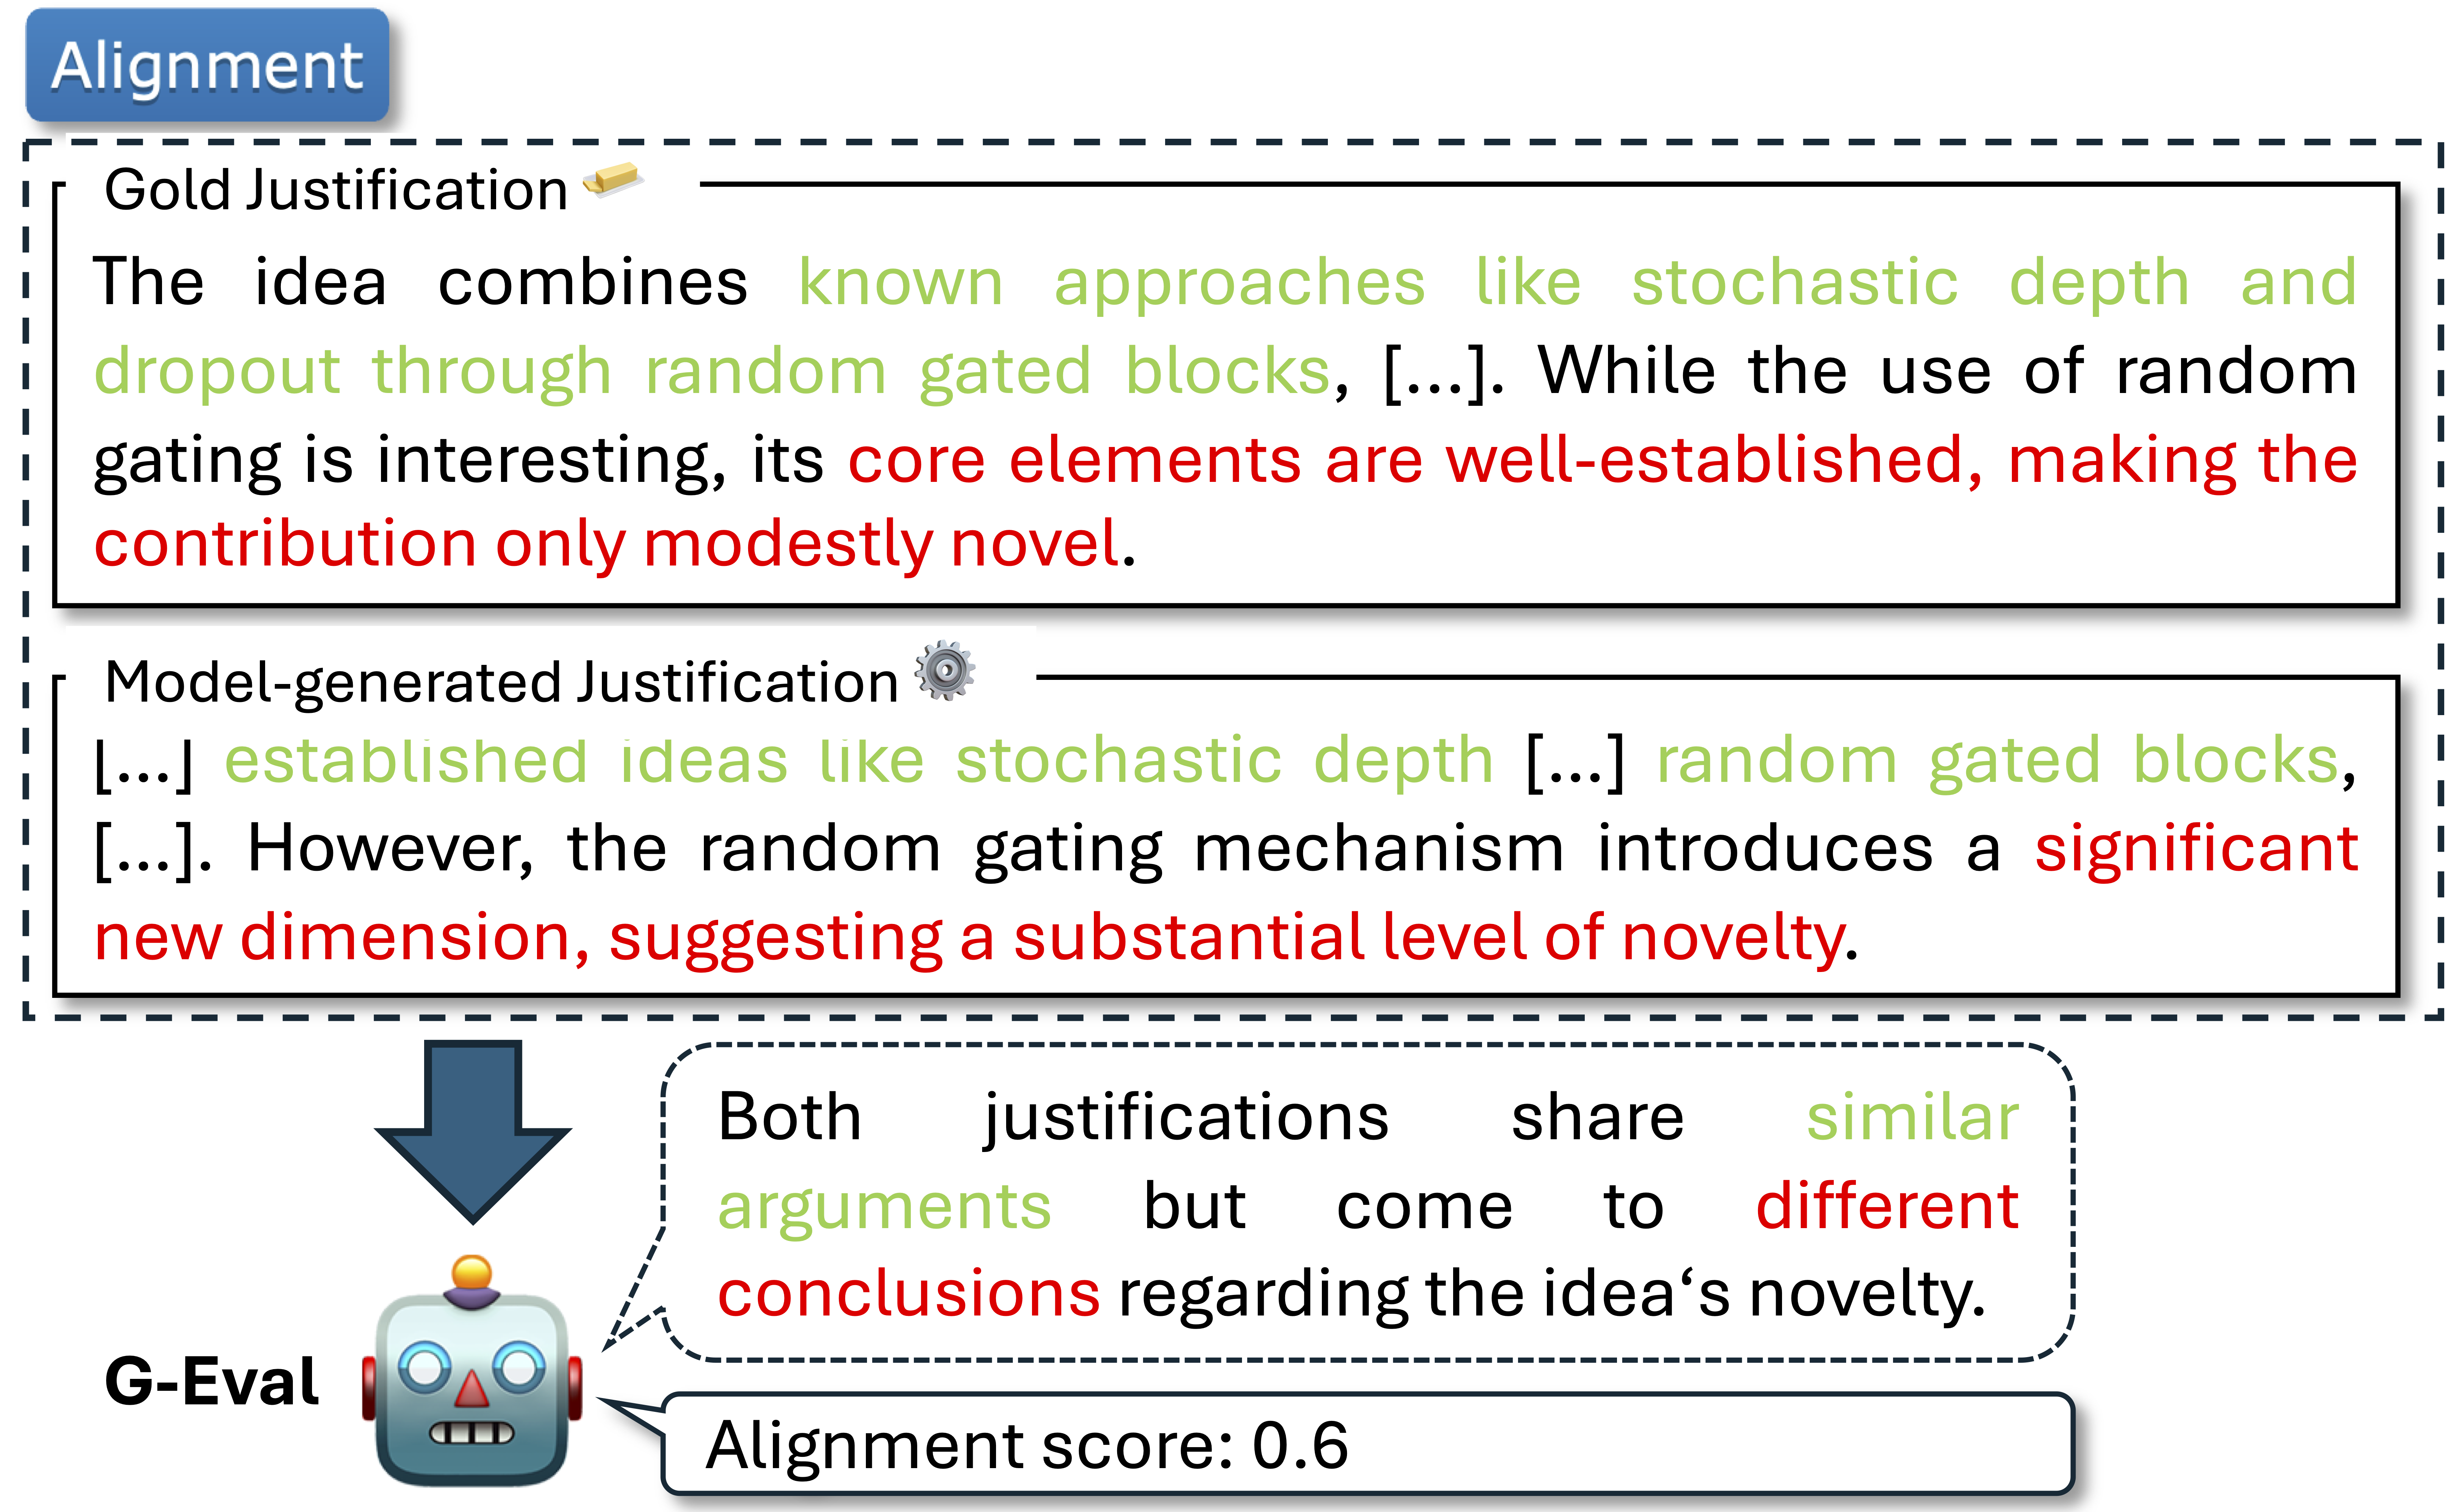 Alignment
Gold Justification
The idea combines known approaches like stochastic depth and
dropout through random gated blocks, [...]. While the use of random
gating is interesting, its core elements are well-established, making the
contribution only modestly novel.
Model-generated Justification
[...] established ideas like stochastic depth [...] random gated blocks,
[...]. However, the random gating mechanism introduces a significant
new dimension, suggesting a substantial level of novelty.
Both justifications share similar
arguments but come to different
conclusions regarding the idea‘s novelty.
G-Eval
Alignment score: 0.6